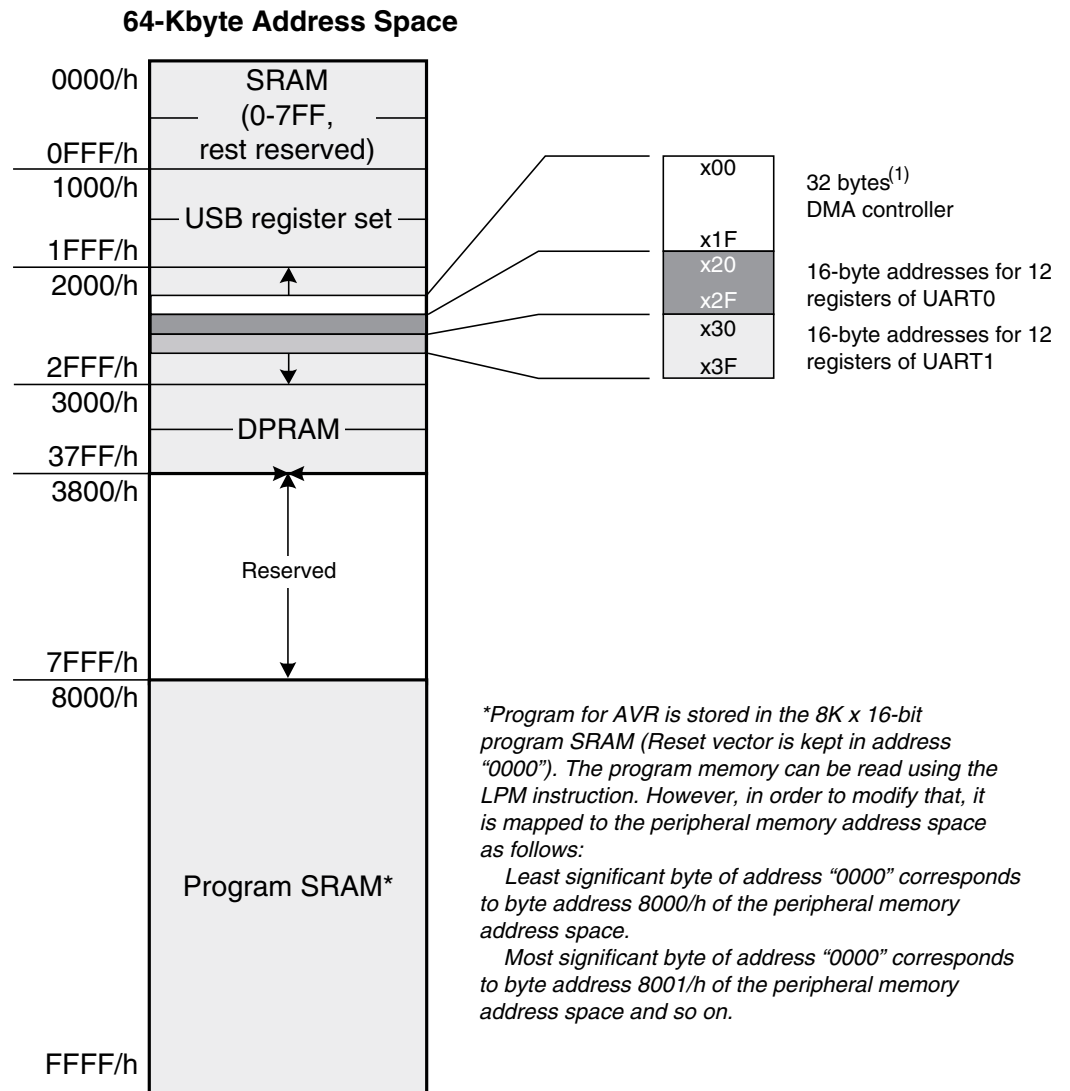 64-Kbyte Address Space
0000/h
SRAM
(0-7FF,
rest reserved)
0FFF/h
1000/h
USB register set
1FFF/h
2000/h
2FFF/h
3000/h
DPRAM
37FF/h
3800/h
Reserved
7FFF/h
8000/h
Program SRAM*
FFFF/h
x00
32 bytes(1)
DMA controller
x1F
x20
16-byte addresses for 12
registers of UART0
x2F
x30
16-byte addresses for 12
registers of UART1
x3F
*Program for AVR is stored in the 8K x 16-bit
program SRAM (Reset vector is kept in address
“0000”). The program memory can be read using the
LPM instruction. However, in order to modify that, it
is mapped to the peripheral memory address space
as follows:
Least significant byte of address “0000” corresponds
to byte address 8000/h of the peripheral memory
address space.
Most significant byte of address “0000” corresponds
to byte address 8001/h of the peripheral memory
address space and so on.